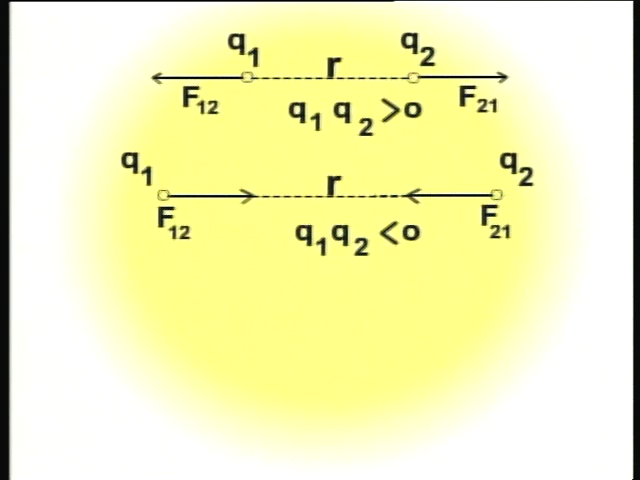 q₁ r q₂
F₁₂ q₁ q₂ >o F₂₁
q₁ r q₂
F₁₂ q₁q₂ <o F₂₁